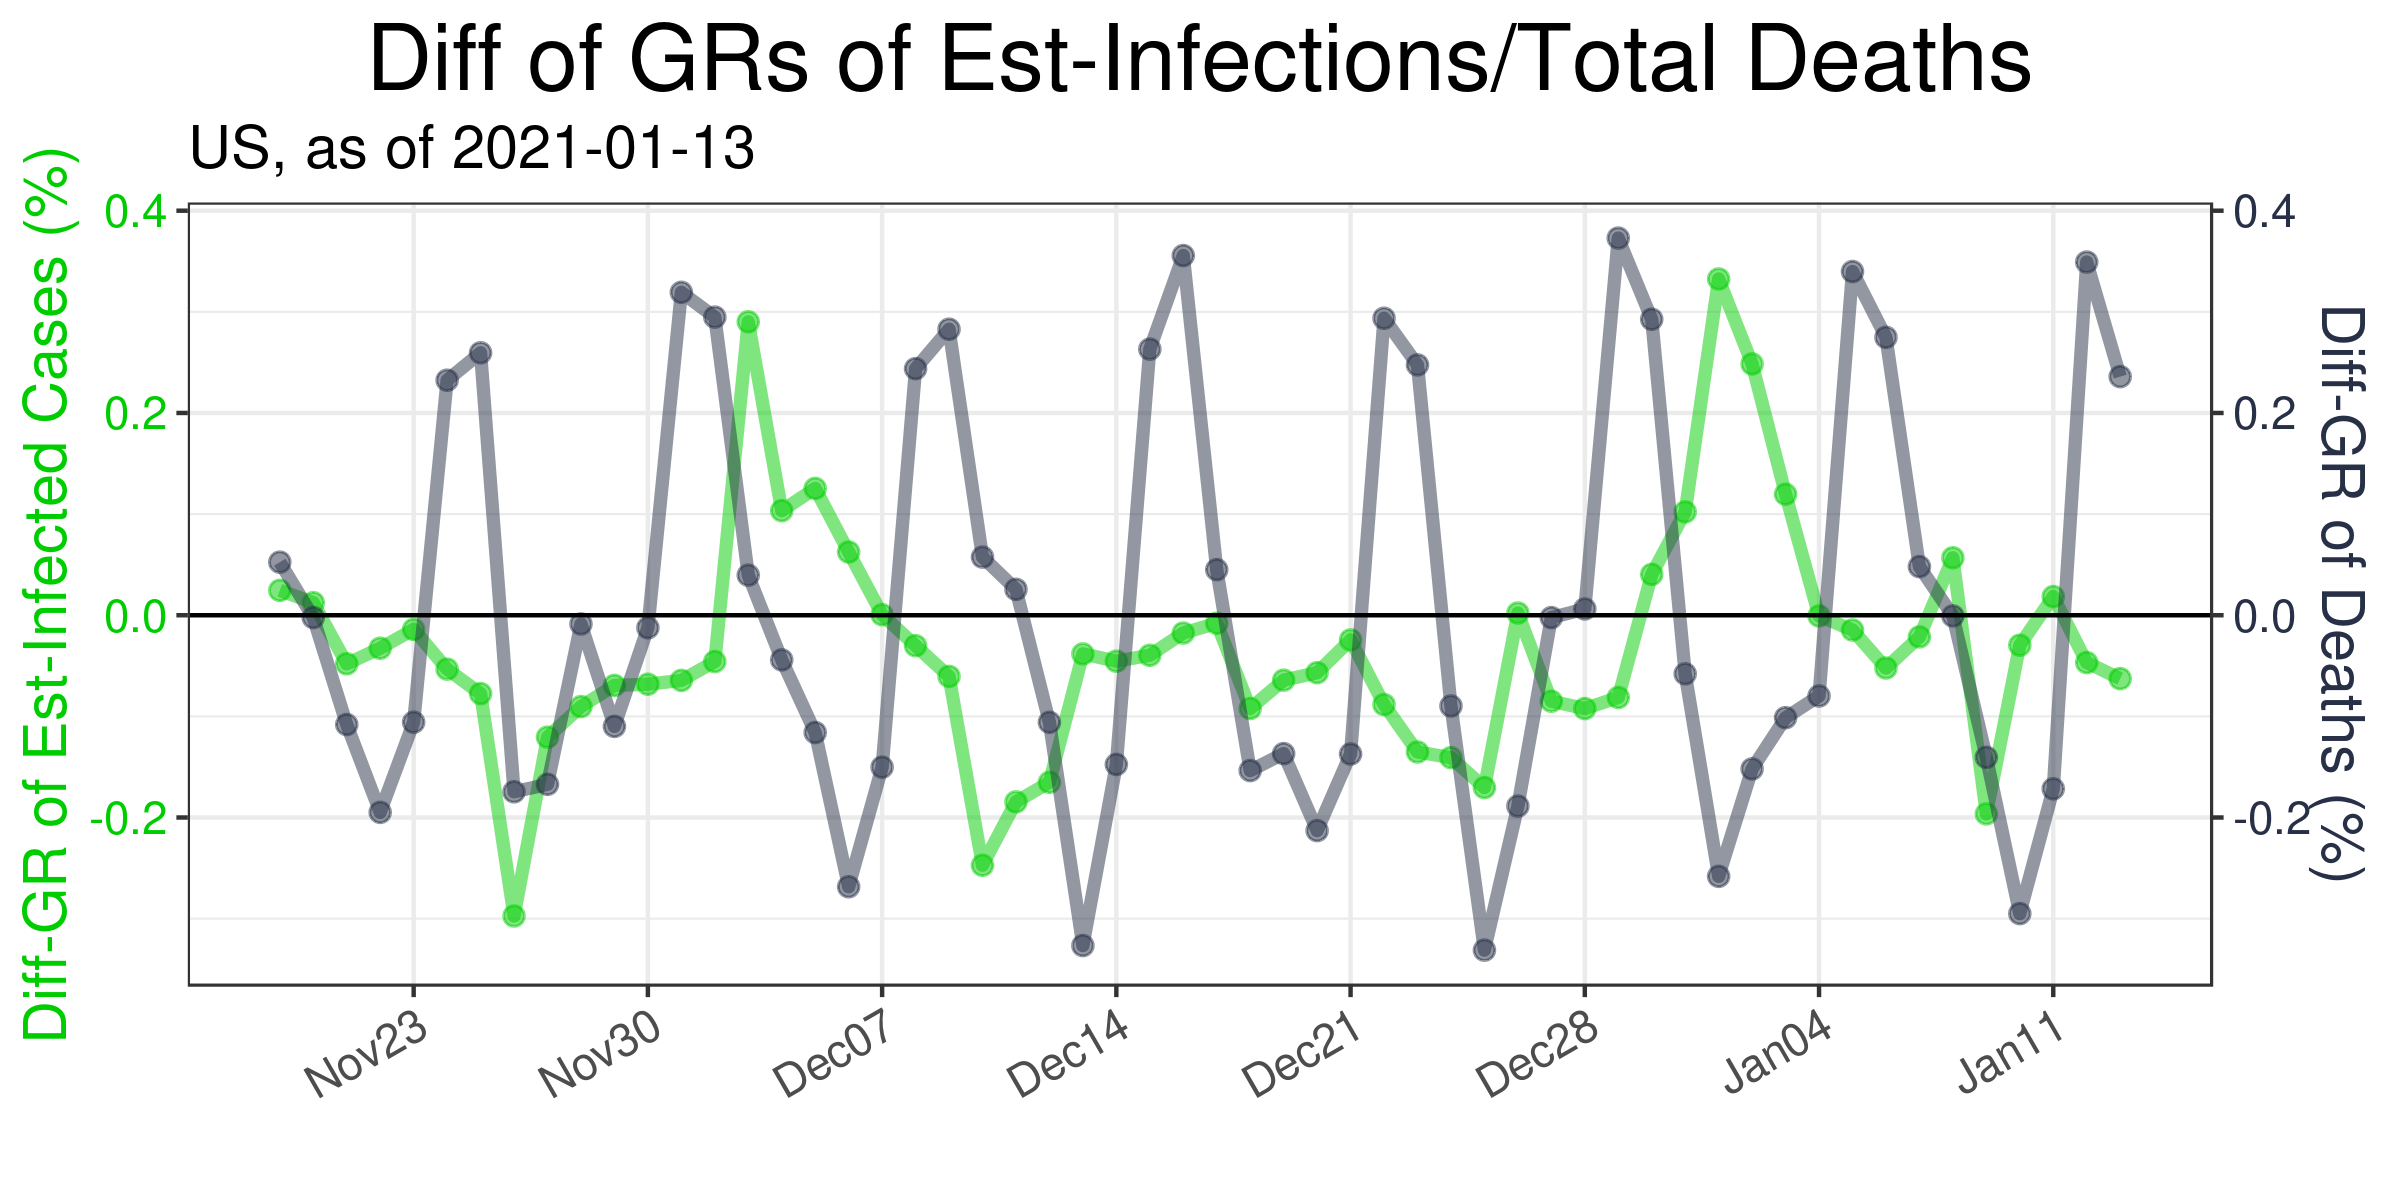 Diff of GRs of Est-Infections/Total Deaths
US, as of 2021-01-13
Diff-GR of Est-Infected Cases (%)
0.4
0.2
0.0
-0.2
0.4
0.2
0.0
-0.2
Diff-GR of Deaths (%)
Nov23
Nov30
Dec07
Dec14
Dec21
Dec28
Jan04
Jan11